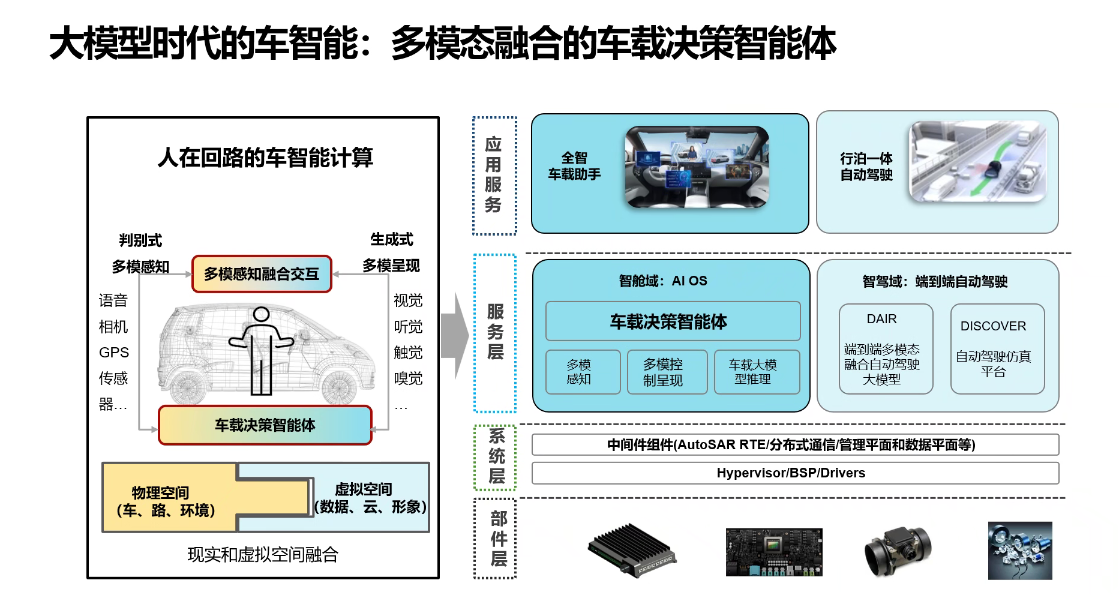 大模型时代的车智能：多模态融合的车载决策智能体
人在回路的车智能计算
判别式
多模感知
生成式
多模呈现
多模感知融合交互
语音
相机
GPS
传感
器…
视觉
听觉
触觉
嗅觉
…
车载决策智能体
物理空间
（车、路、环境）
虚拟空间
(数据、云、形象)
现实和虚拟空间融合
应用服务
全智
车载助手
行泊一体
自动驾驶
服务层
智舱域：AI OS
车载决策智能体
多模
感知
多模控
制呈现
车载大模
型推理
智驾域：端到端自动驾驶
DAIR
端到端多模态
融合自动驾驶
大模型
DISCOVER
自动驾驶仿真
平台
系统层
中间件组件(AutoSAR RTE/分布式通信/管理平面和数据平面等)
Hypervisor/BSP/Drivers
部件层